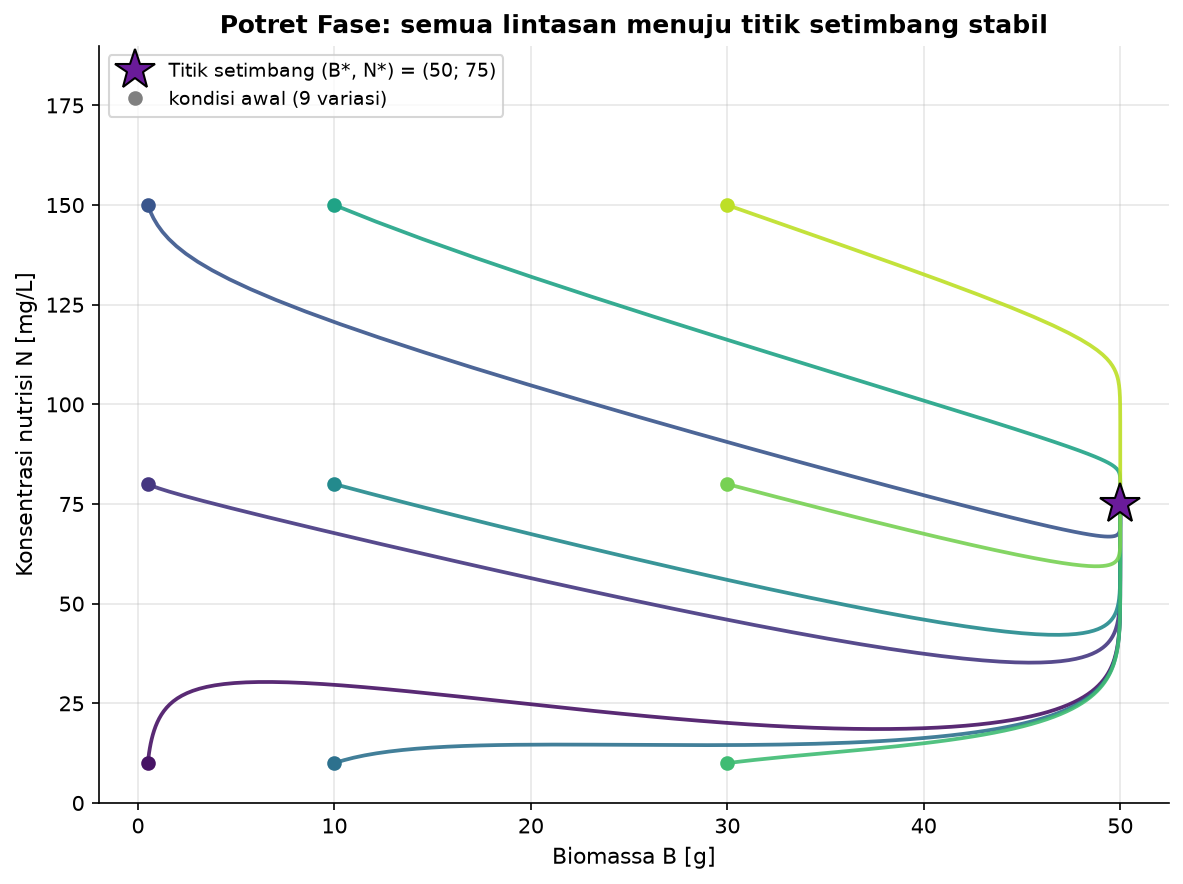 Potret Fase: semua lintasan menuju titik setimbang stabil
Titik setimbang (B*, N*) = (50; 75)
kondisi awal (9 variasi)
Konsentrasi nutrisi N [mg/L]
175
150
125
100
75
50
25
0
0 10 20 30 40 50
Biomassa B [g]